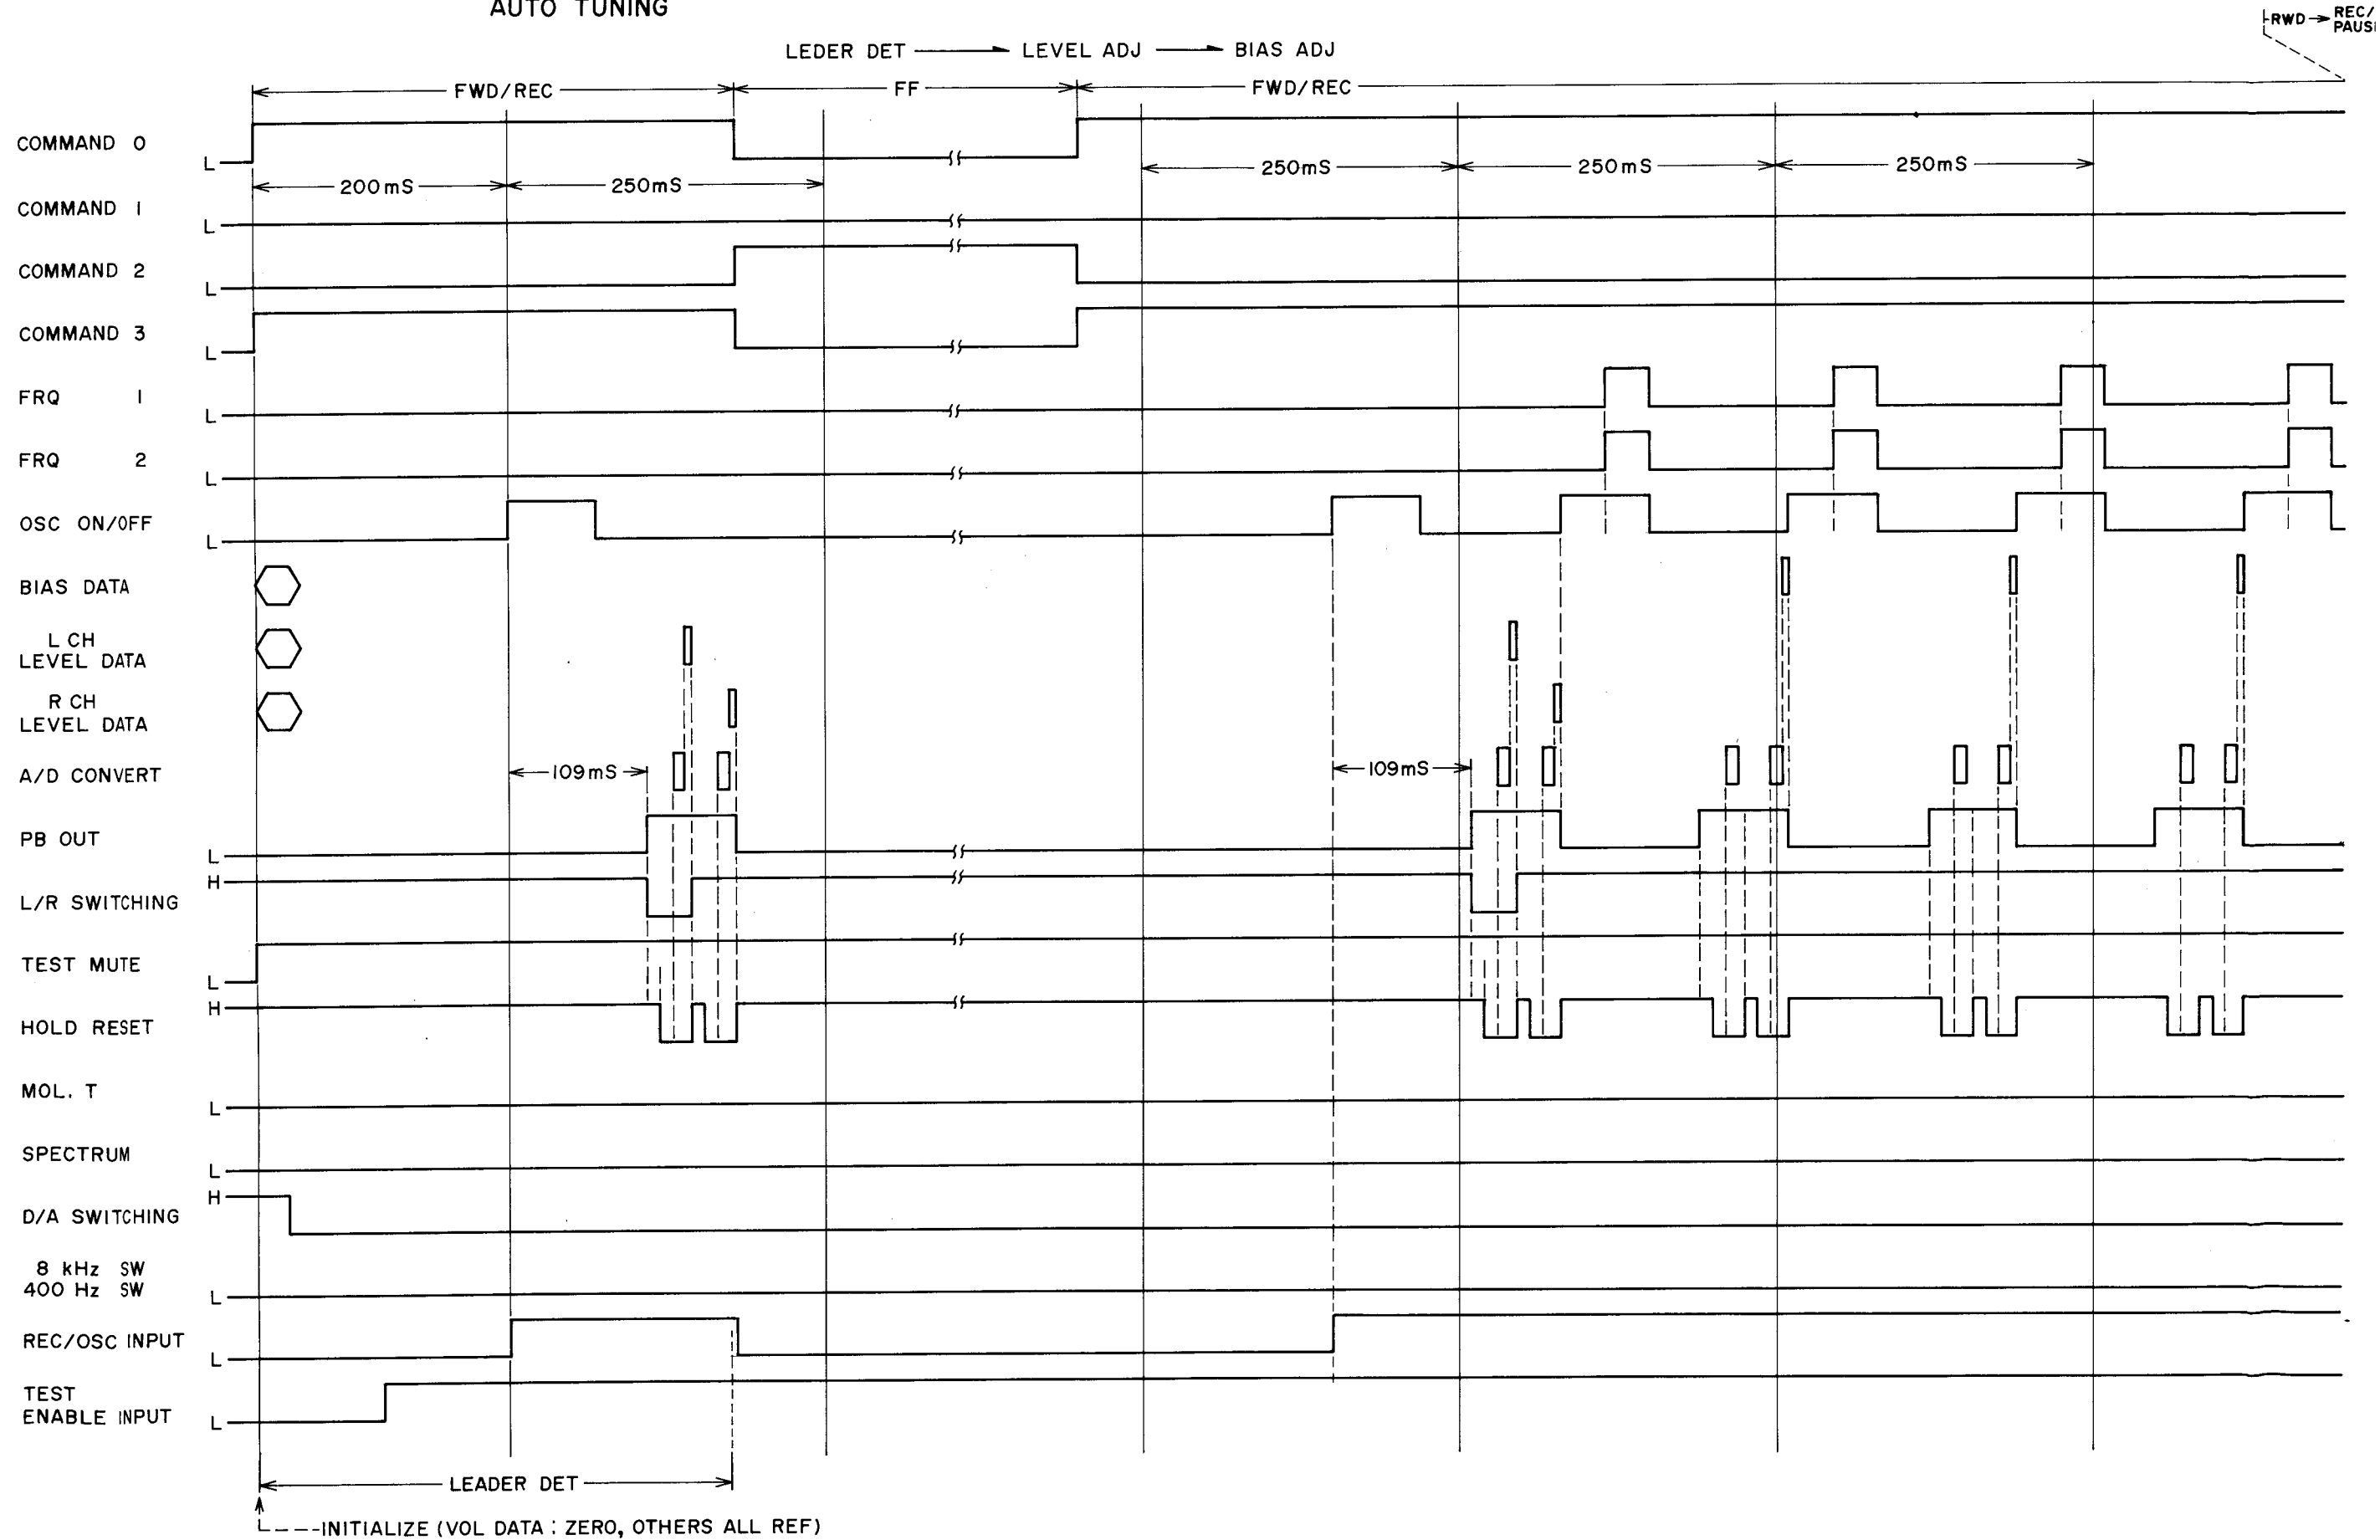 AUTO TUNING
RWD → REC/
PAUS
LEDER DET → LEVEL ADJ → BIAS ADJ
FWD/REC FF FWD/REC
COMMAND 0
L
200mS 250mS 250mS 250mS 250mS
COMMAND 1
L
COMMAND 2
L
COMMAND 3
L
FRQ 1
L
FRQ 2
L
OSC ON/OFF
L
BIAS DATA
L CH
LEVEL DATA
R CH
LEVEL DATA
A/D CONVERT
109mS 109mS
PB OUT
L
H
L/R SWITCHING
TEST MUTE
L
H
HOLD RESET
MOL. T
L
SPECTRUM
L
H
D/A SWITCHING
8 kHz SW
400 Hz SW
L
REC/OSC INPUT
L
TEST
ENABLE INPUT
L
LEADER DET
INITIALIZE (VOL DATA : ZERO, OTHERS ALL REF)